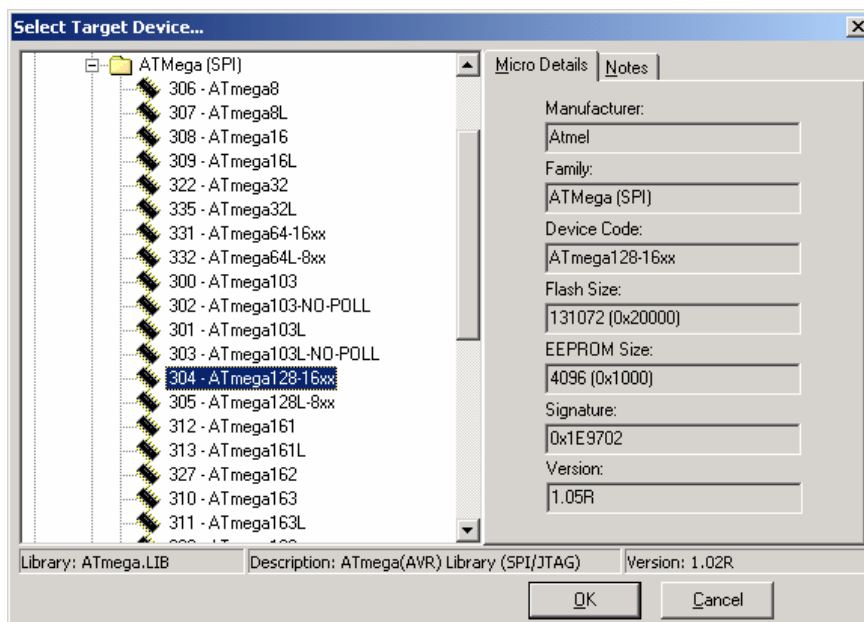 Select Target Device...
ATMega (SPI)
306 - ATmega8
307 - ATmega8L
308 - ATmega16
309 - ATmega16L
322 - ATmega32
335 - ATmega32L
331 - ATmega64-16xx
332 - ATmega64L-8xx
300 - ATmega103
302 - ATmega103-NO-POLL
301 - ATmega103L
303 - ATmega103L-NO-POLL
304 - ATmega128-16xx
305 - ATmega128L-8xx
312 - ATmega161
313 - ATmega161L
327 - ATmega162
310 - ATmega163
311 - ATmega163L
Micro Details
Notes
Manufacturer:
Atmel
Family:
ATMega (SPI)
Device Code:
ATmega128-16xx
Flash Size:
131072 (0x20000)
EEPROM Size:
4096 (0x1000)
Signature:
0x1E9702
Version:
1.05R
Library: ATmega.LIB
Description: ATmega(AVR) Library (SPI/JTAG)
Version: 1.02R
OK
Cancel